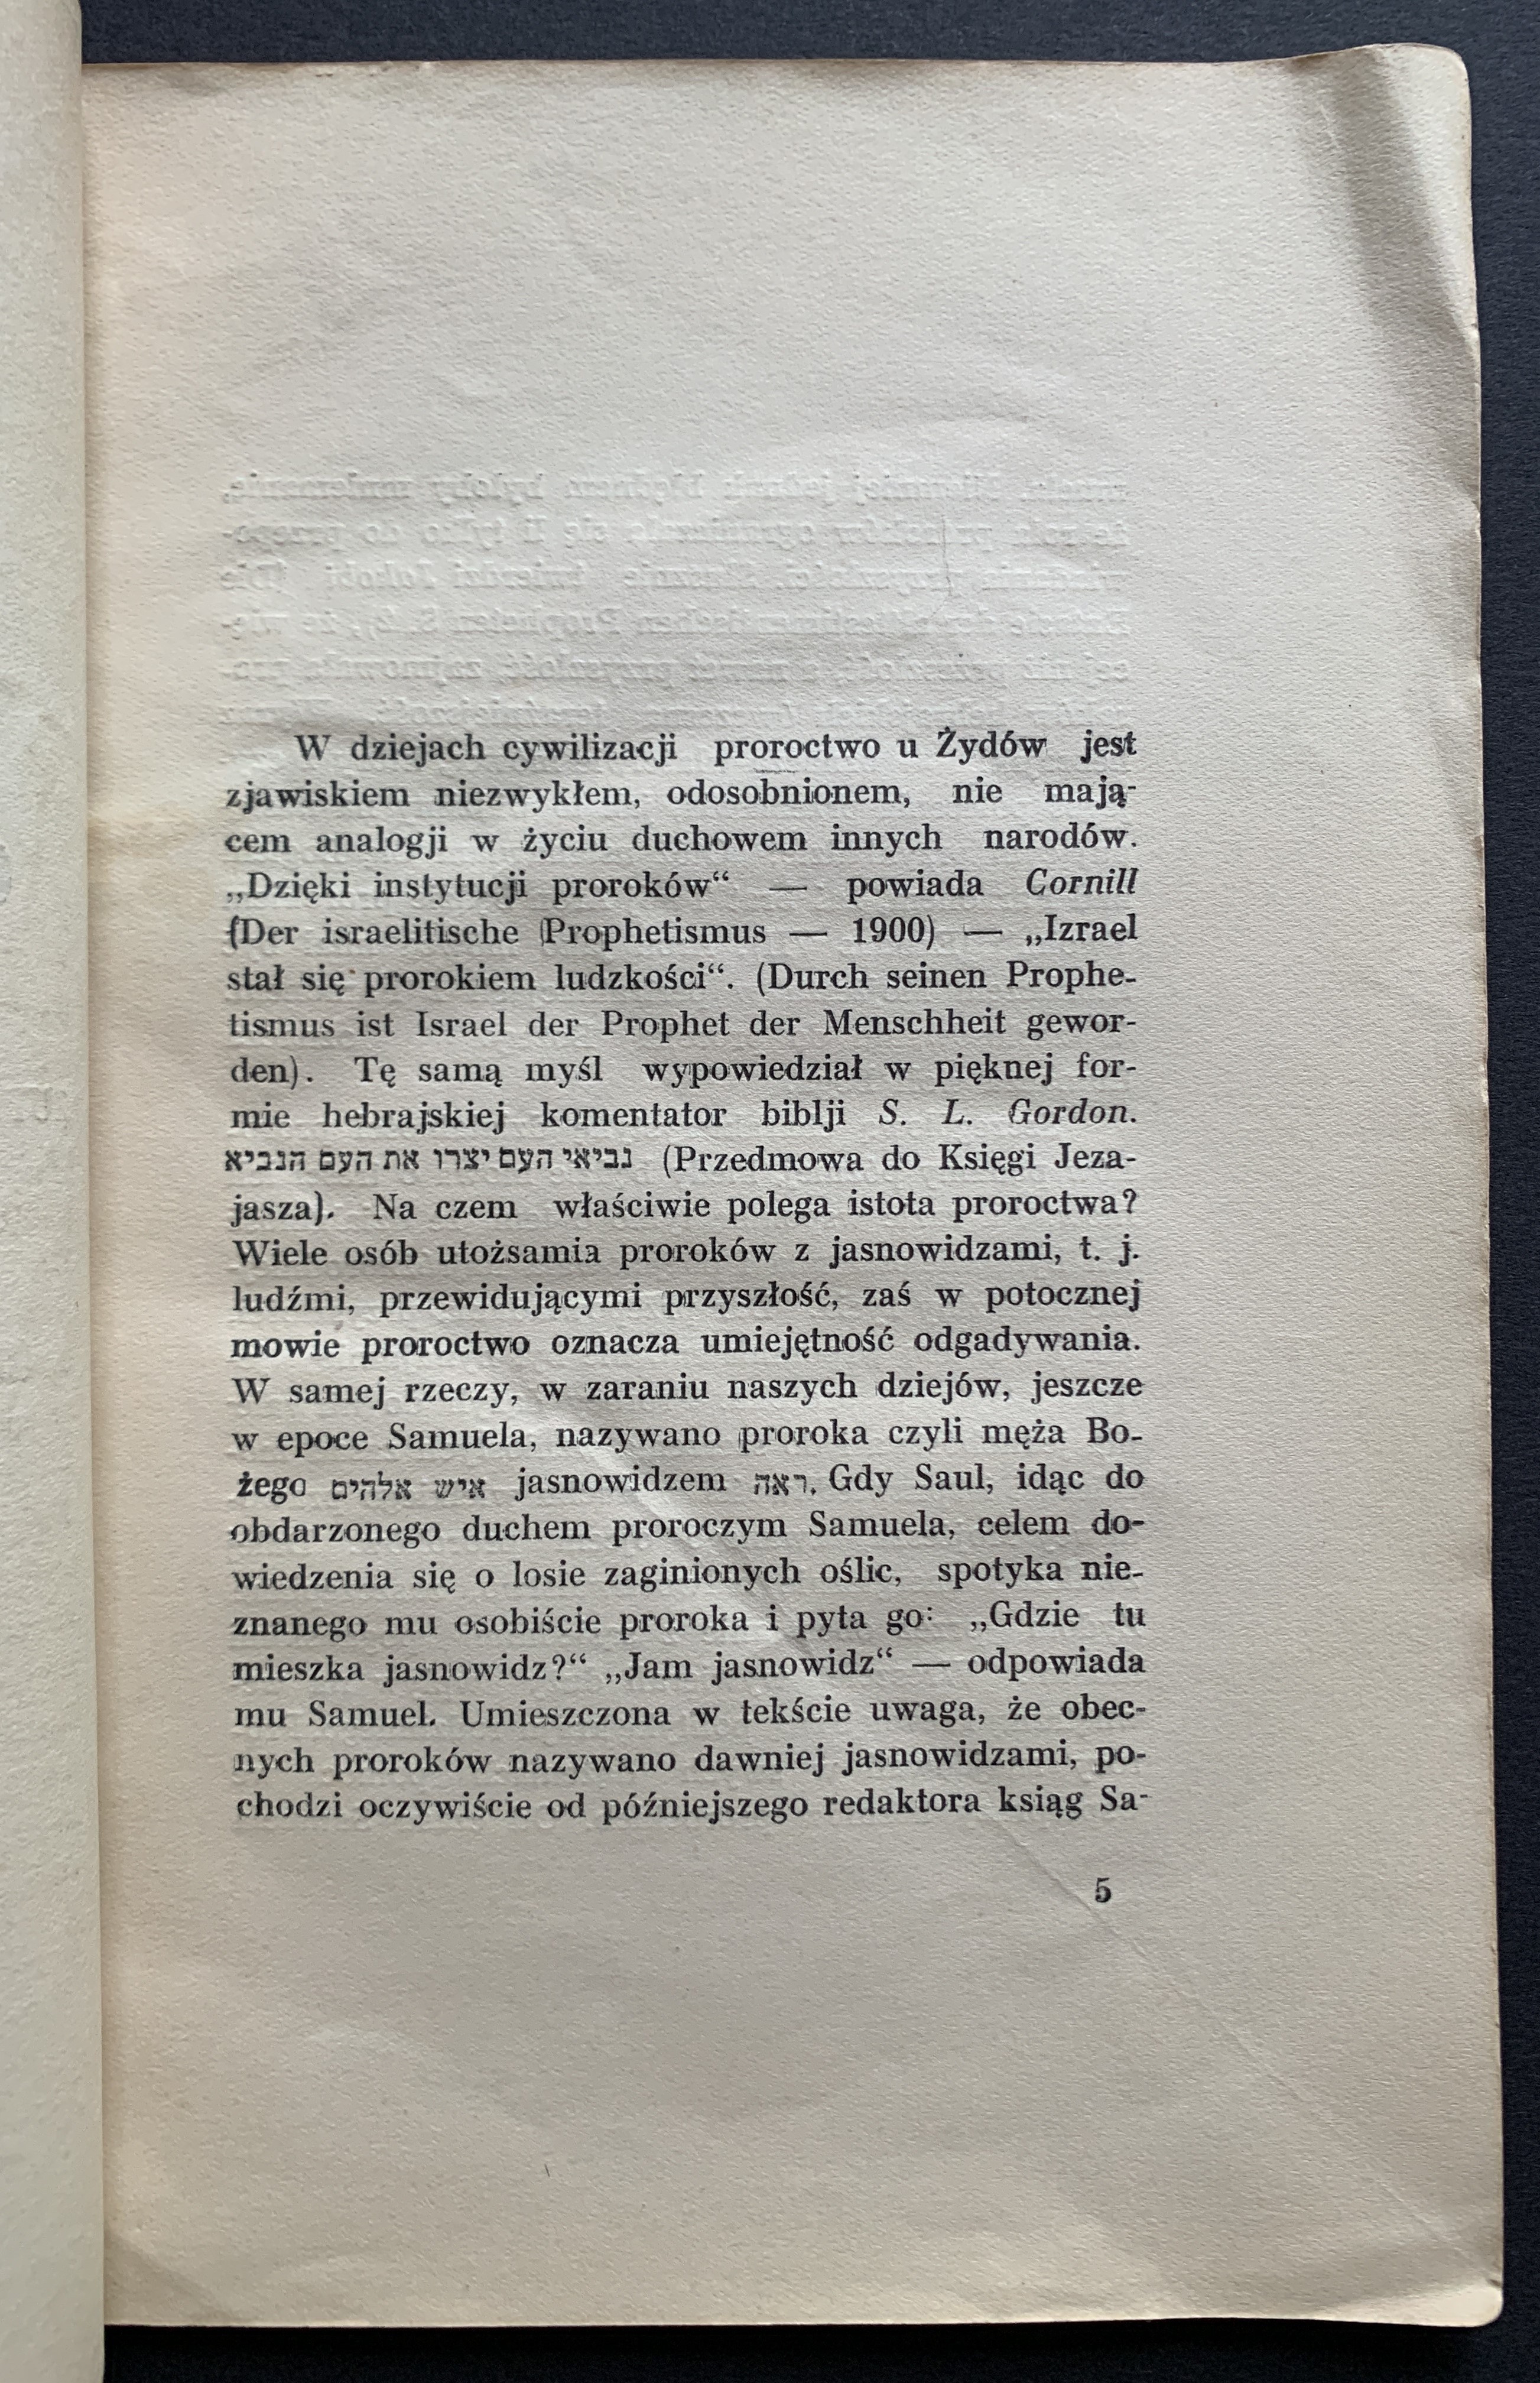 W dziejach cywilizacji proroctwo u Żydów jest
zjawiskiem niezwykłem, odosobnionem, nie mają-
cem analogji w życiu duchowem innych narodów.
„Dzięki instytucji proroków“ — powiada Cornill
(Der israelitische Prophetismus — 1900) — „Izrael
stał się prorokiem ludzkości“. (Durch seinen Prophe-
tismus ist Israel der Prophet der Menschheit gewor-
den). Tę samą myśl wypowiedział w pięknej for-
mie hebrajskiej komentator biblji S. L. Gordon.
נביאי העם יצרו את העם הנביא (Przedmowa do Księgi Jeza-
jasza). Na czem właściwie polega istota proroctwa?
Wiele osób utożsamia proroków z jasnowidzami, t. j.
ludźmi, przewidującymi przyszłość, zaś w potocznej
mowie proroctwo oznacza umiejętność odgadywania.
W samej rzeczy, w zaraniu naszych dziejów, jeszcze
w epoce Samuela, nazywano proroka czyli męża Bo-
żego איש אלהים jasnowidzem ראה. Gdy Saul, idąc do
obdarzonego duchem proroczym Samuela, celem do-
wiedzenia się o losie zaginionych oślic, spotyka nie-
znanego mu osobiście proroka i pyta go: „Gdzie tu
mieszka jasnowidz?“ „Jam jasnowidz“ — odpowiada
mu Samuel. Umieszczona w tekście uwaga, że obec-
nych proroków nazywano dawniej jasnowidzami, po-
chodzi oczywiście od późniejszego redaktora ksiąg Sa-
5